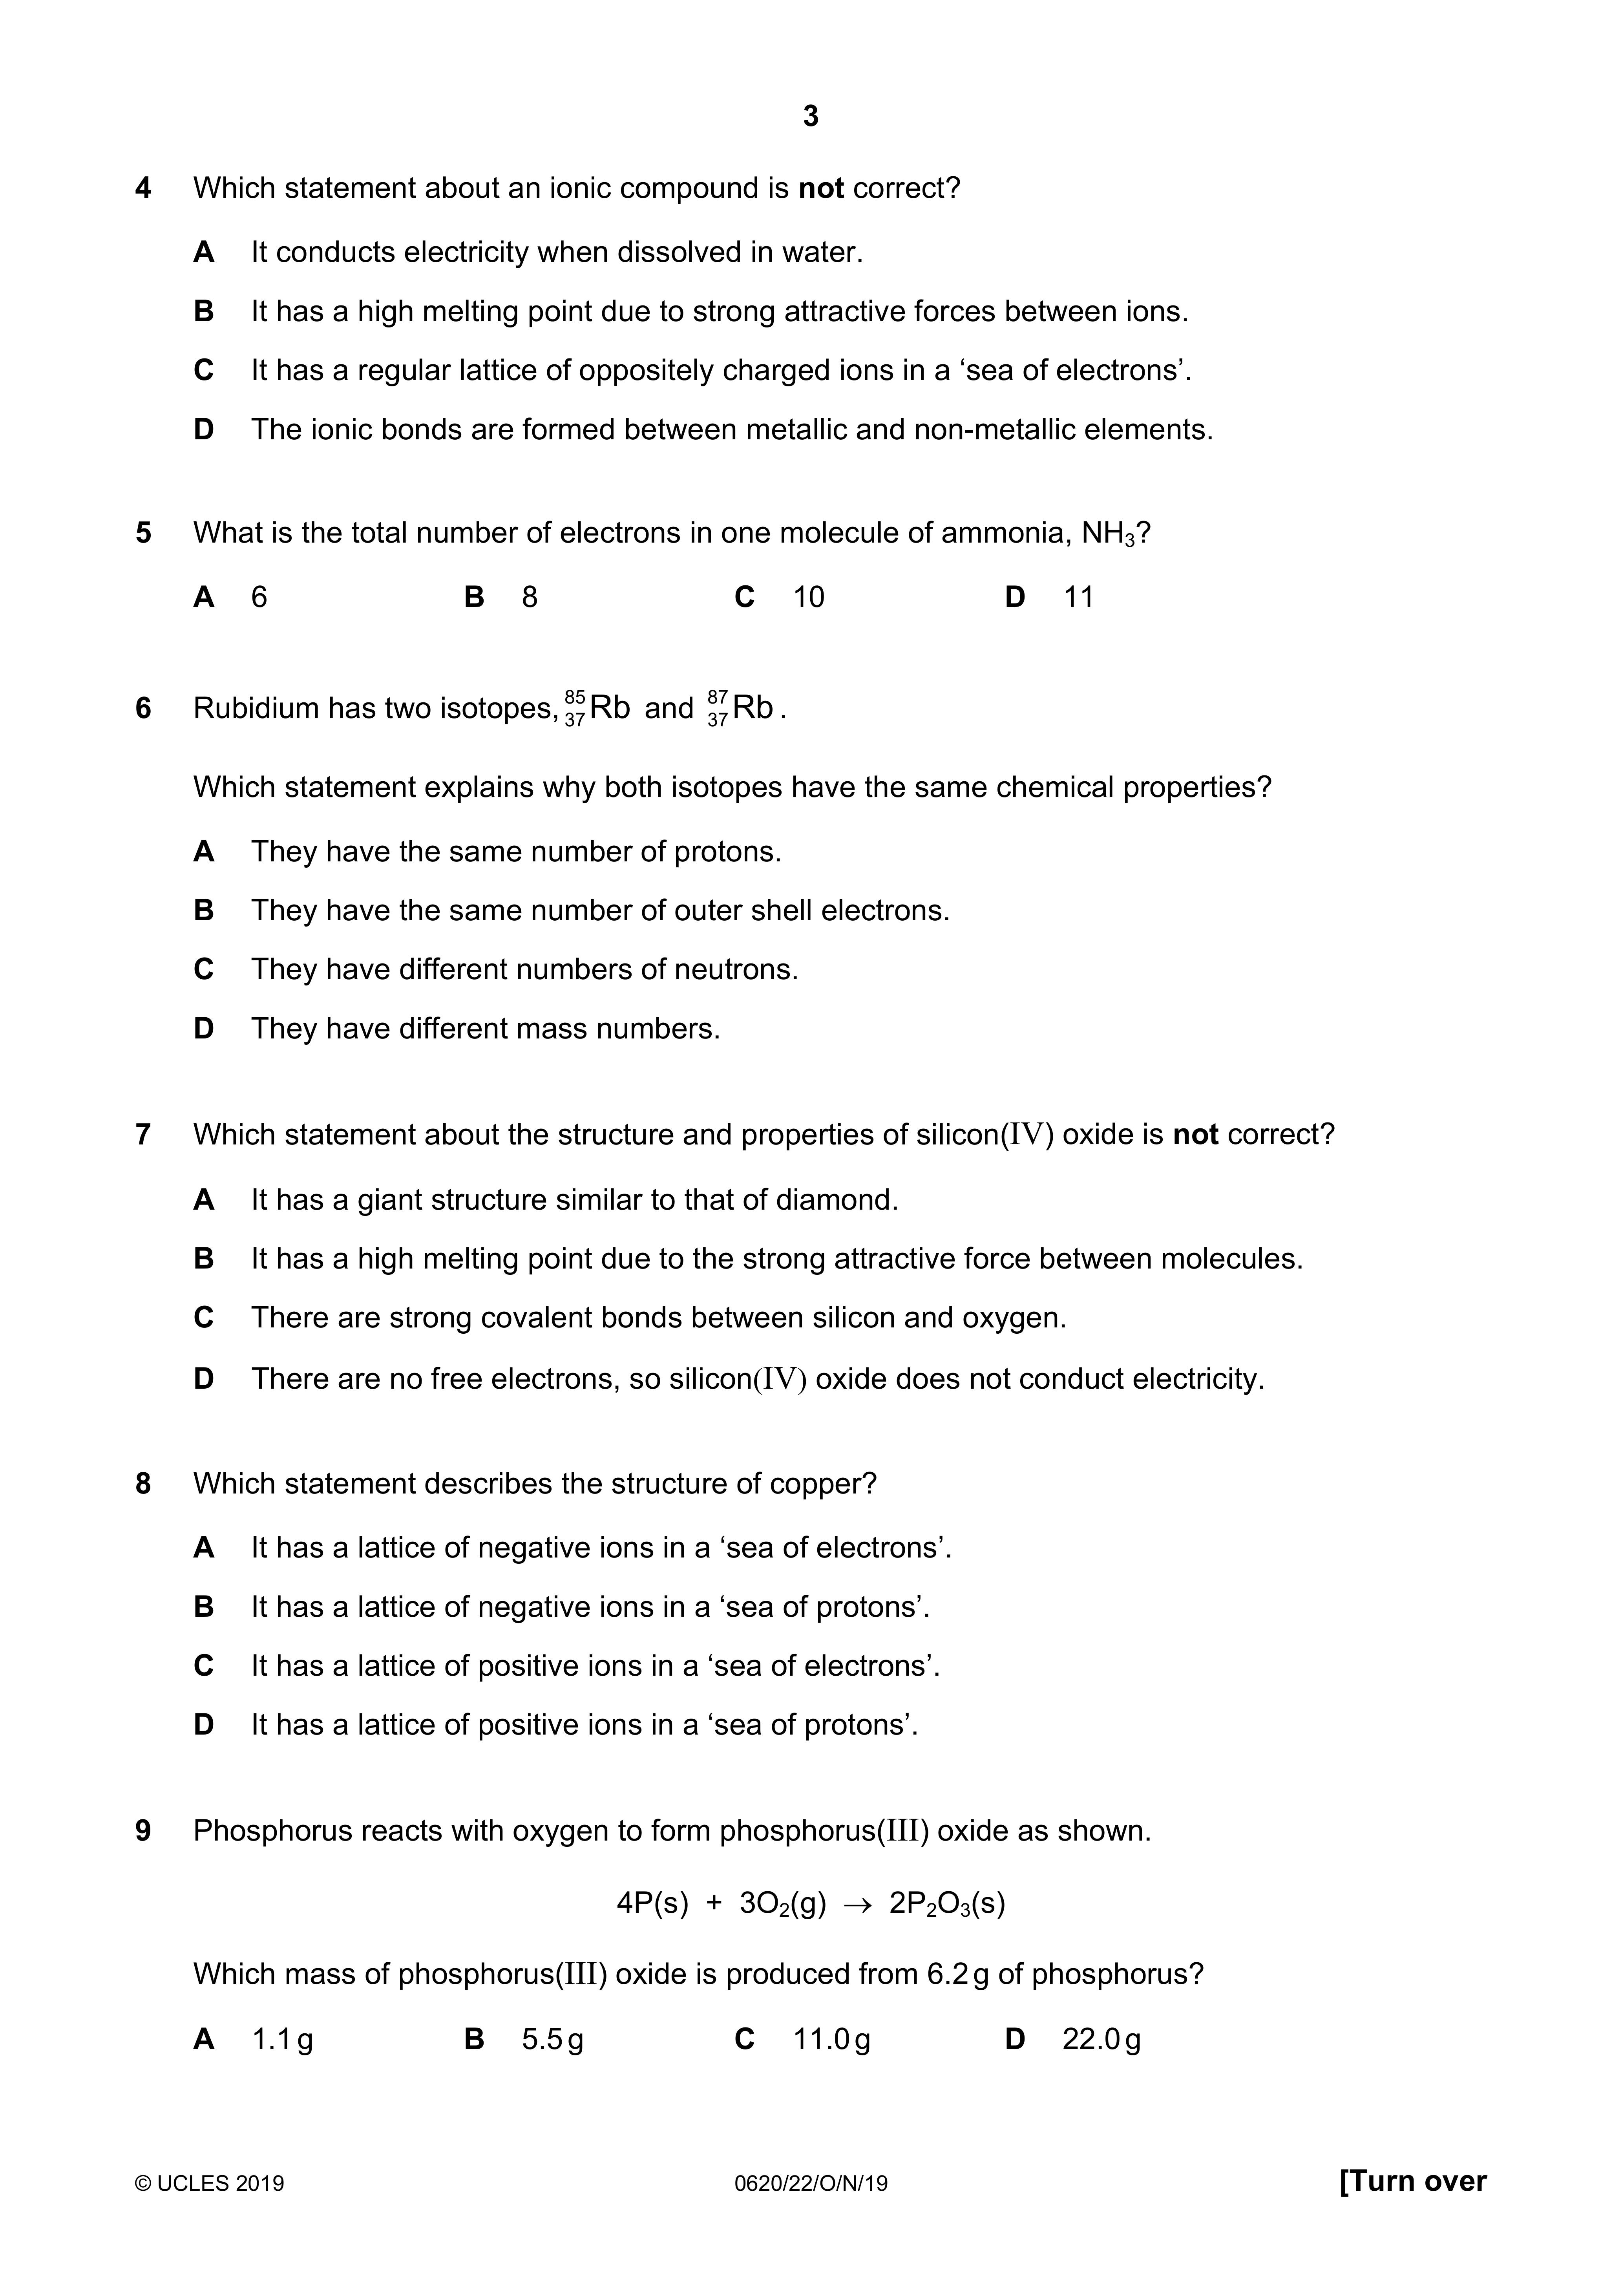 3
4 Which statement about an ionic compound is not correct?
A It conducts electricity when dissolved in water.
B It has a high melting point due to strong attractive forces between ions.
C It has a regular lattice of oppositely charged ions in a ‘sea of electrons’.
D The ionic bonds are formed between metallic and non-metallic elements.
5 What is the total number of electrons in one molecule of ammonia, NH₃?
A 6 B 8 C 10 D 11
6 Rubidium has two isotopes, ⁸⁵₃₇Rb and ⁸⁷₃₇Rb .
Which statement explains why both isotopes have the same chemical properties?
A They have the same number of protons.
B They have the same number of outer shell electrons.
C They have different numbers of neutrons.
D They have different mass numbers.
7 Which statement about the structure and properties of silicon(IV) oxide is not correct?
A It has a giant structure similar to that of diamond.
B It has a high melting point due to the strong attractive force between molecules.
C There are strong covalent bonds between silicon and oxygen.
D There are no free electrons, so silicon(IV) oxide does not conduct electricity.
8 Which statement describes the structure of copper?
A It has a lattice of negative ions in a ‘sea of electrons’.
B It has a lattice of negative ions in a ‘sea of protons’.
C It has a lattice of positive ions in a ‘sea of electrons’.
D It has a lattice of positive ions in a ‘sea of protons’.
9 Phosphorus reacts with oxygen to form phosphorus(III) oxide as shown.
4P(s) + 3O₂(g) → 2P₂O₃(s)
Which mass of phosphorus(III) oxide is produced from 6.2 g of phosphorus?
A 1.1 g B 5.5 g C 11.0 g D 22.0 g
© UCLES 2019 0620/22/O/N/19 [Turn over